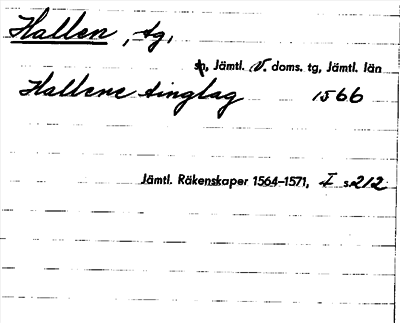 Hallen, tg,
sn, Jämtl. V. doms. tg, Jämtl. län
Hallene tinglag 1566
Jämtl. Räkenskaper 1564–1571, I s. 212